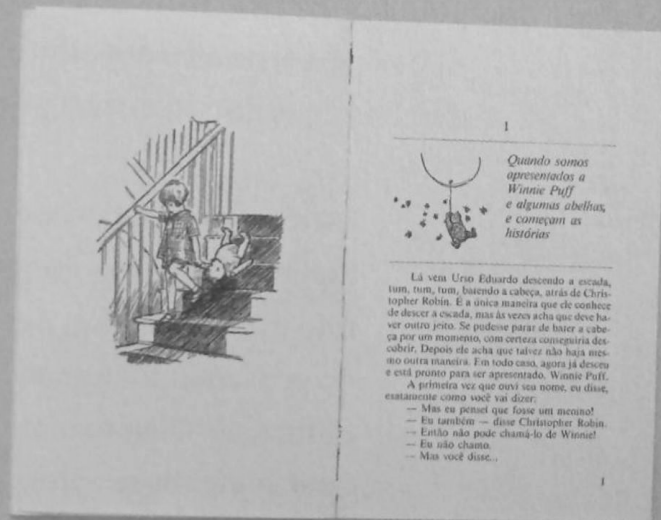 1
Quando somos
apresentados a
Winnie Puff
e algumas abelhas,
e começam as
histórias
Lá vem Urso Eduardo descendo a escada,
tum, tum, tum, batendo a cabeça, atrás de Chris-
topher Robin. É a única maneira que ele conhece
de descer a escada, mas às vezes acha que deve ha-
ver outro jeito. Se pudesse parar de bater a cabe-
ça por um momento, com certeza conseguiria des-
cobrir. Depois ele acha que talvez não haja mes-
mo outra maneira. Em todo caso, agora já desceu
e está pronto para ser apresentado. Winnie Puff.
A primeira vez que ouvi seu nome, eu disse,
exatamente como você vai dizer:
— Mas eu pensei que fosse um menino!
— Eu também — disse Christopher Robin.
— Então não pode chamá-lo de Winnie!
— Eu não chamo.
— Mas você disse...
1